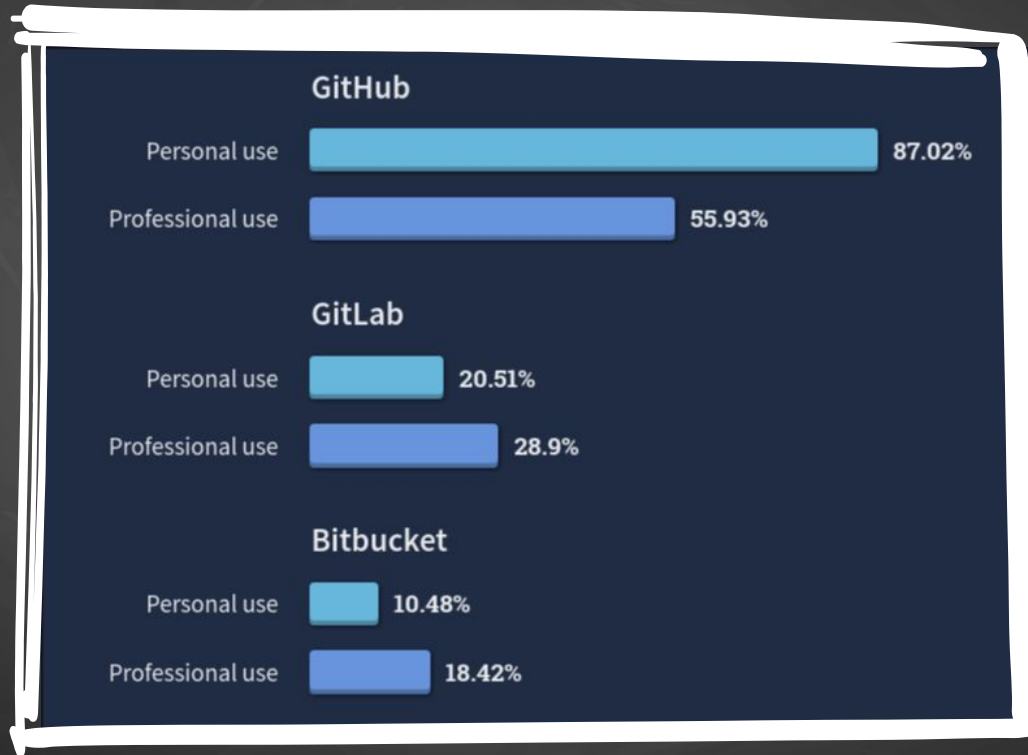 GitHub
Personal use 87.02%
Professional use 55.93%
GitLab
Personal use 20.51%
Professional use 28.9%
Bitbucket
Personal use 10.48%
Professional use 18.42%